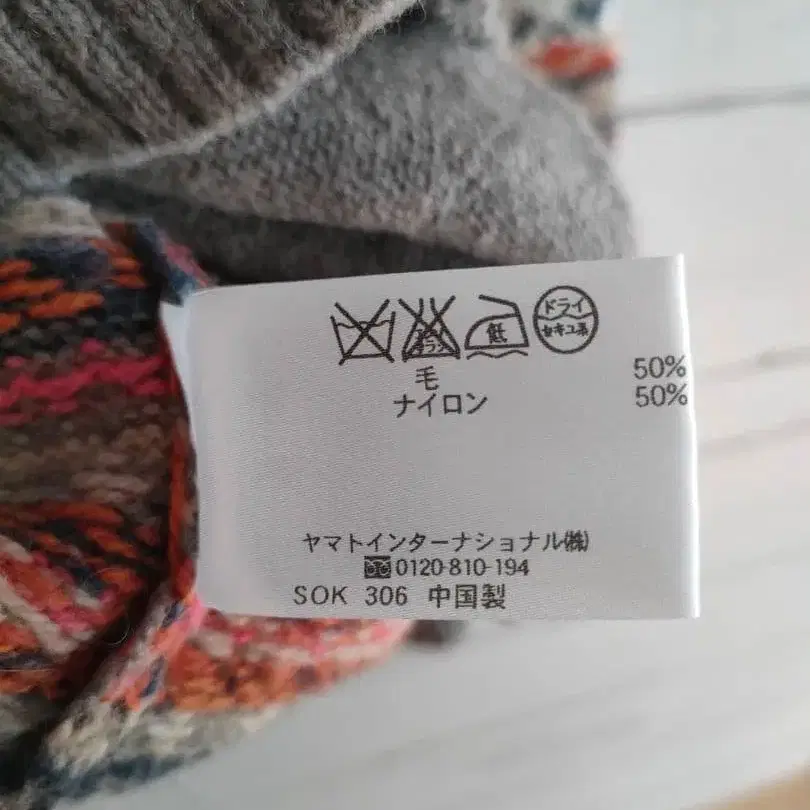 低
ドライ
セキユ系
毛 50%
ナイロン 50%
ヤマトインターナショナル㈱
0120-810-194
SOK 306 中国製